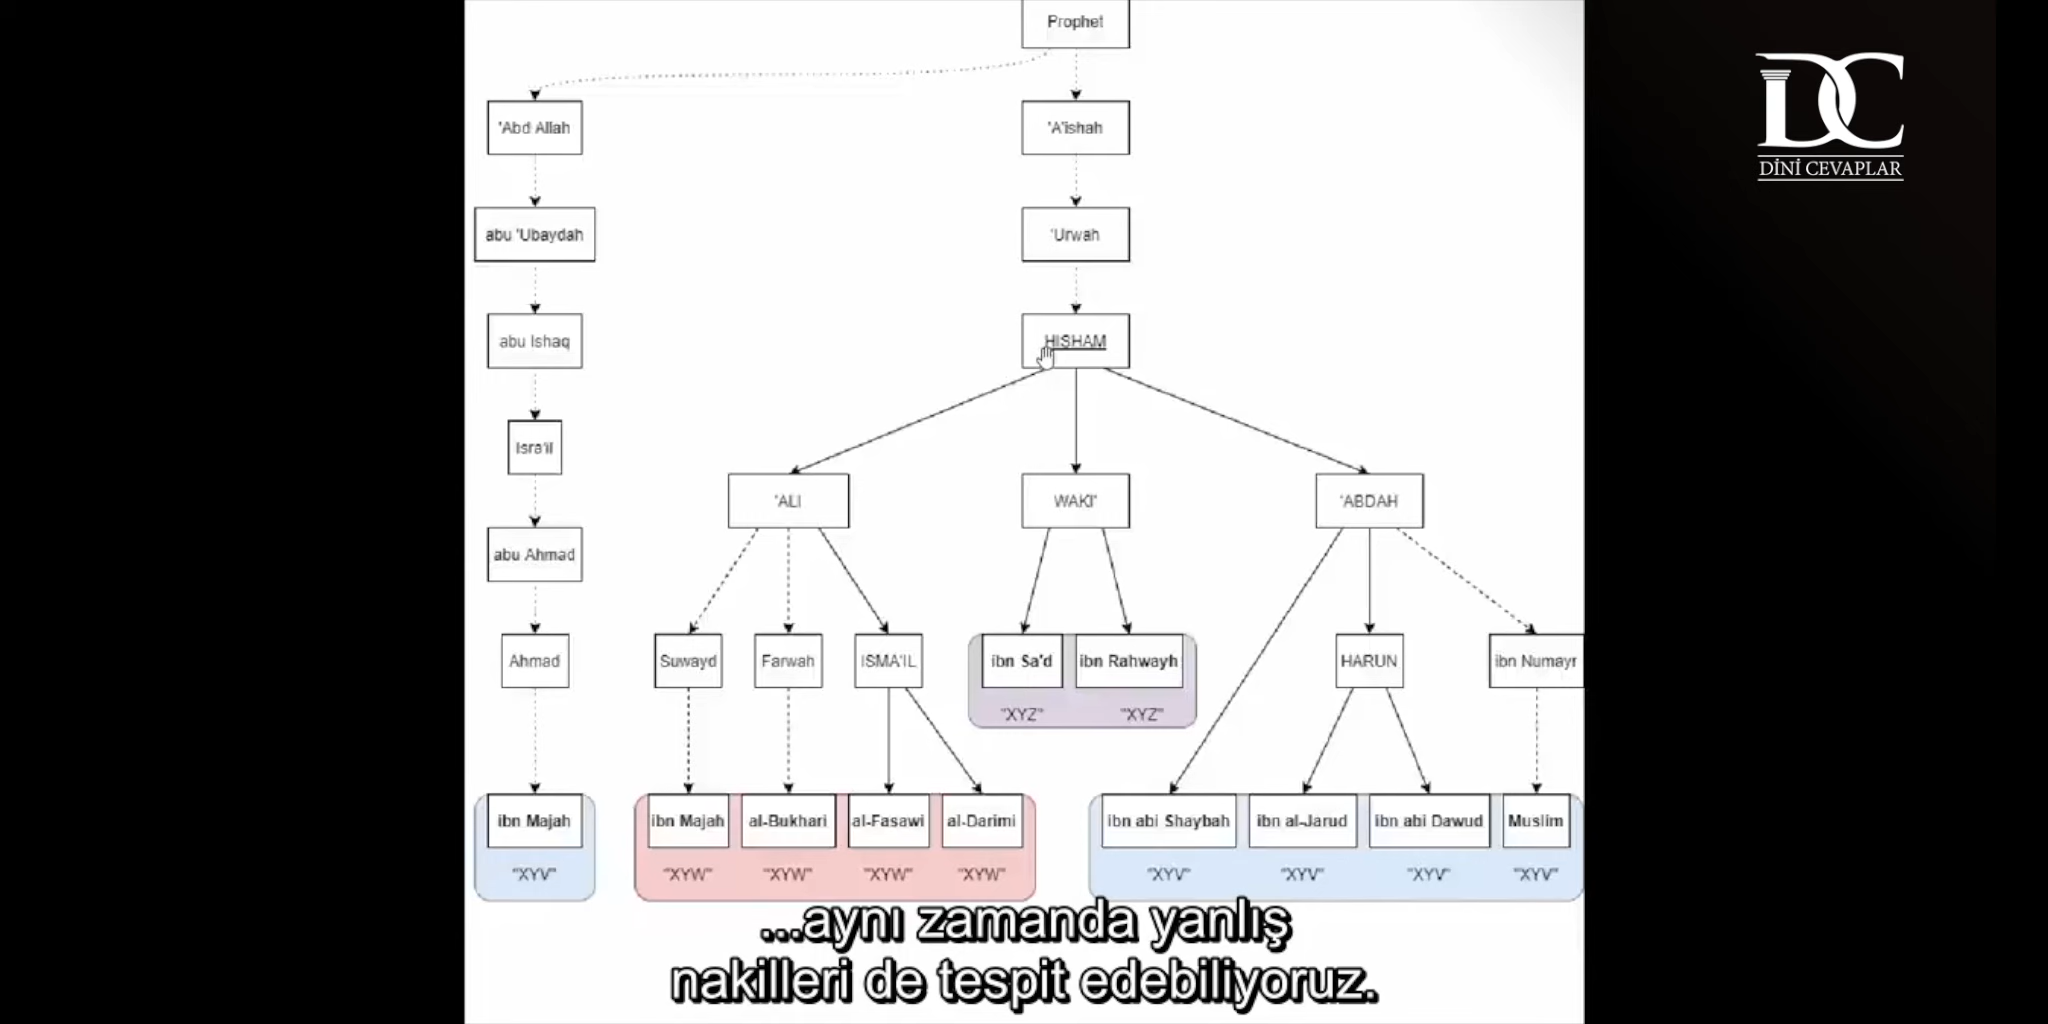 Prophet
DC
DİNİ CEVAPLAR
'Abd Allah
'A'ishah
abu 'Ubaydah
'Urwah
abu Ishaq
HISHAM
Isra'il
'ALI
WAKI'
'ABDAH
abu Ahmad
Ahmad
Suwayd
Farwah
ISMA'IL
ibn Sa'd
ibn Rahwayh
HARUN
ibn Numayr
"XYZ"
"XYZ"
ibn Majah
ibn Majah
al-Bukhari
al-Fasawi
al-Darimi
ibn abi Shaybah
ibn al-Jarud
ibn abi Dawud
Muslim
"XYV"
"XYW"
"XYW"
"XYW"
"XYW"
"XYV"
"XYV"
"XYV"
"XYV"
...aynı zamanda yanlış
nakilleri de tespit edebiliyoruz.